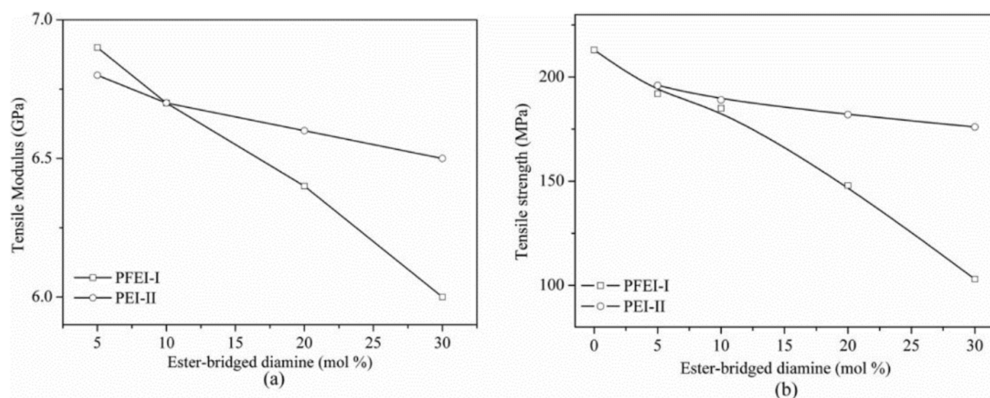 7.0
6.5
6.0
Tensile Modulus (GPa)
PFEI-I
PEI-II
5 10 15 20 25 30
Ester-bridged diamine (mol %)
(a)
200
150
100
Tensile strength (MPa)
PFEI-I
PEI-II
0 5 10 15 20 25 30
Ester-bridged diamine (mol %)
(b)